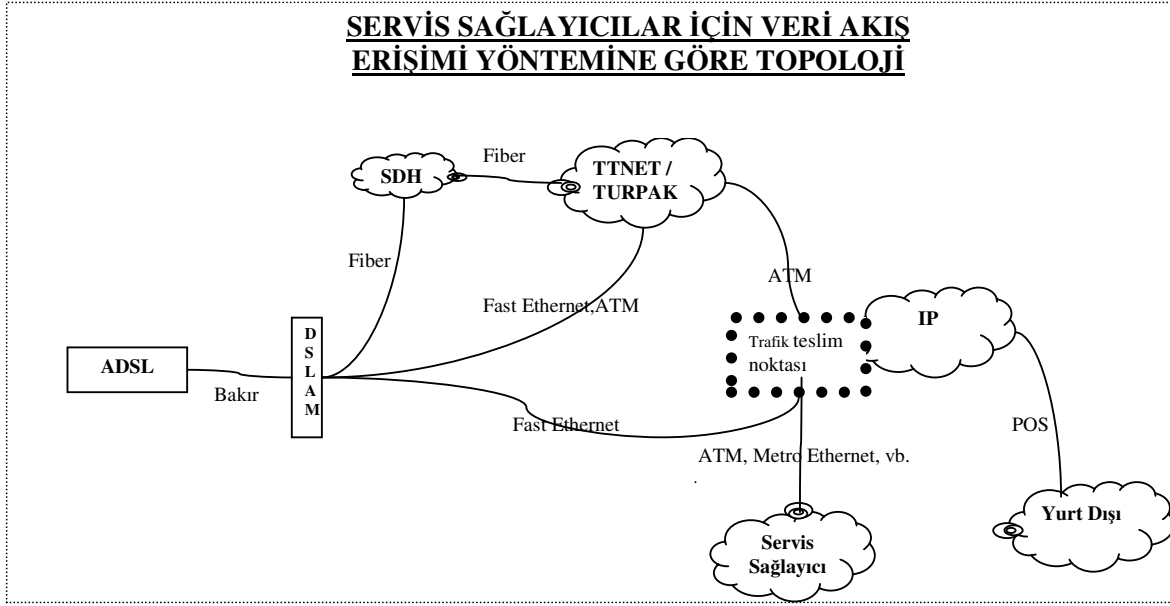 SERVİS SAĞLAYICILAR İÇİN VERİ AKIŞ
ERİŞİMİ YÖNTEMİNE GÖRE TOPOLOJİ
Fiber
SDH
TTNET /
TURPAK
Fiber
ATM
Fast Ethernet,ATM
IP
Trafik teslim
noktası
D
S
L
A
M
ADSL
Bakır
Fast Ethernet
POS
ATM, Metro Ethernet, vb.
.
Yurt Dışı
Servis
Sağlayıcı